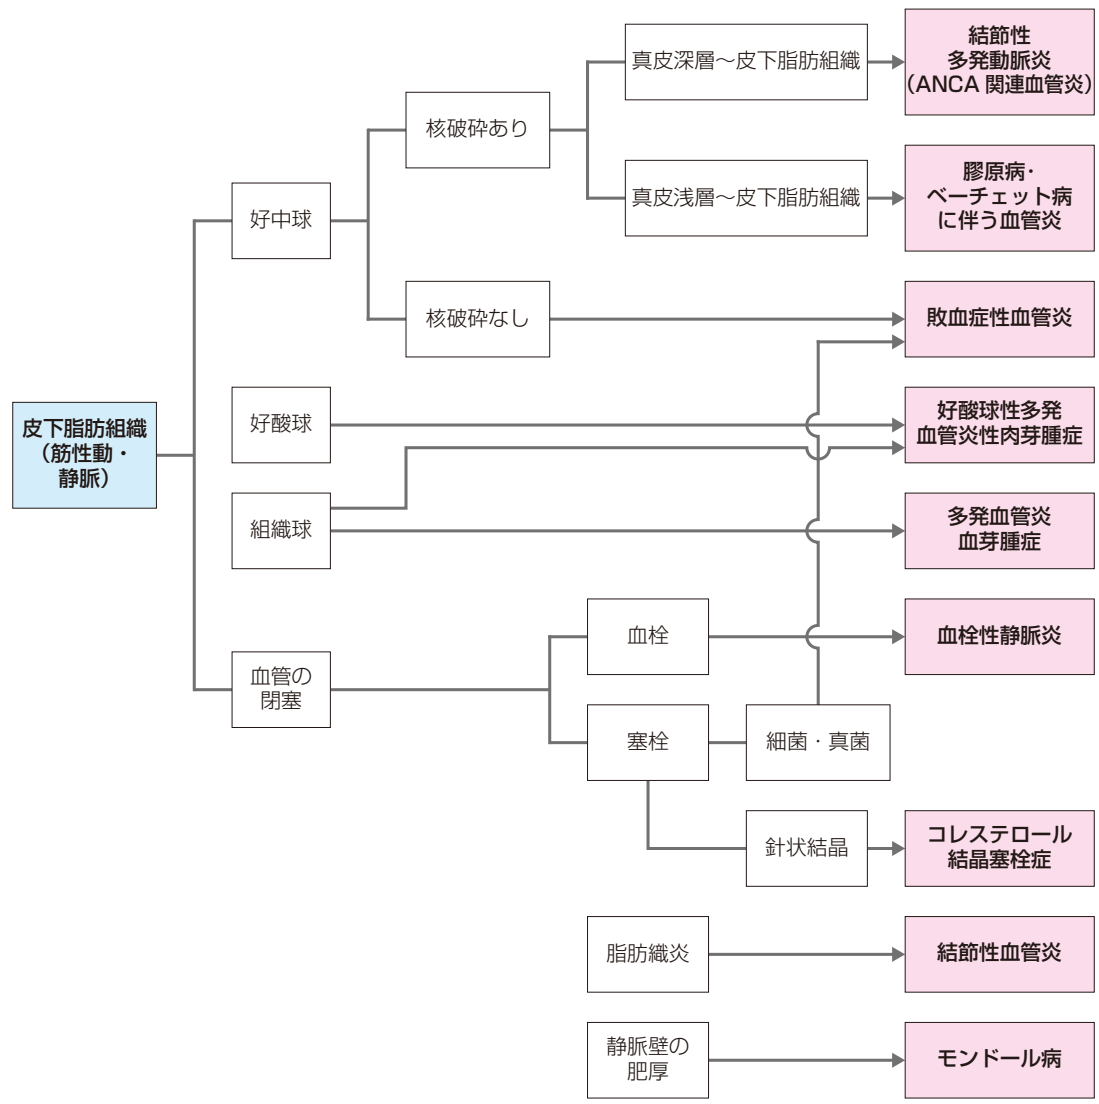 皮下脂肪組織
（筋性動・
静脈）
好中球
核破砕あり
真皮深層〜皮下脂肪組織
結節性
多発動脈炎
（ANCA 関連血管炎）
真皮浅層〜皮下脂肪組織
膠原病・
ベーチェット病
に伴う血管炎
核破砕なし
敗血症性血管炎
好酸球
好酸球性多発
血管炎性肉芽腫症
組織球
多発血管炎
血芽腫症
血管の
閉塞
血栓
血栓性静脈炎
塞栓
細菌・真菌
針状結晶
コレステロール
結晶塞栓症
脂肪織炎
結節性血管炎
静脈壁の
肥厚
モンドール病